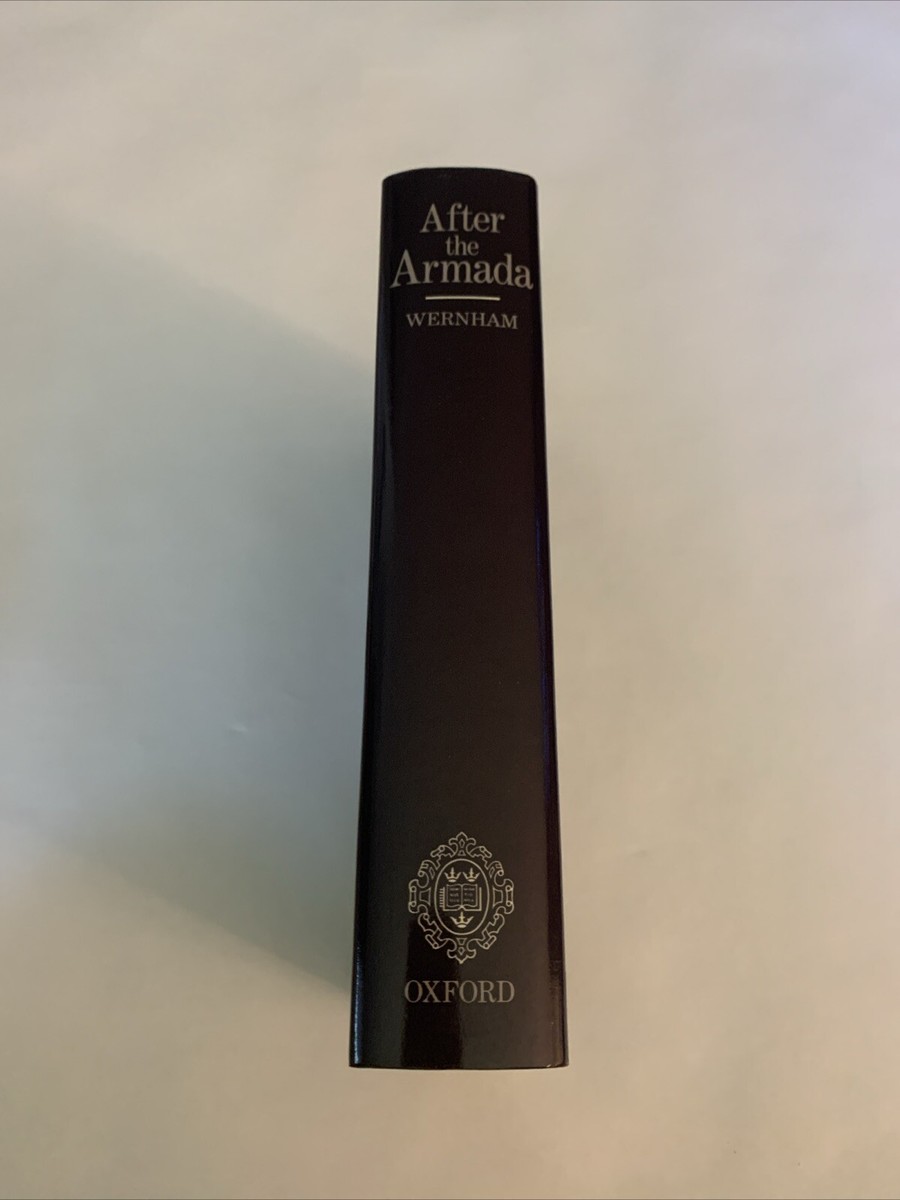 After
the
Armada
WERNHAM
OXFORD